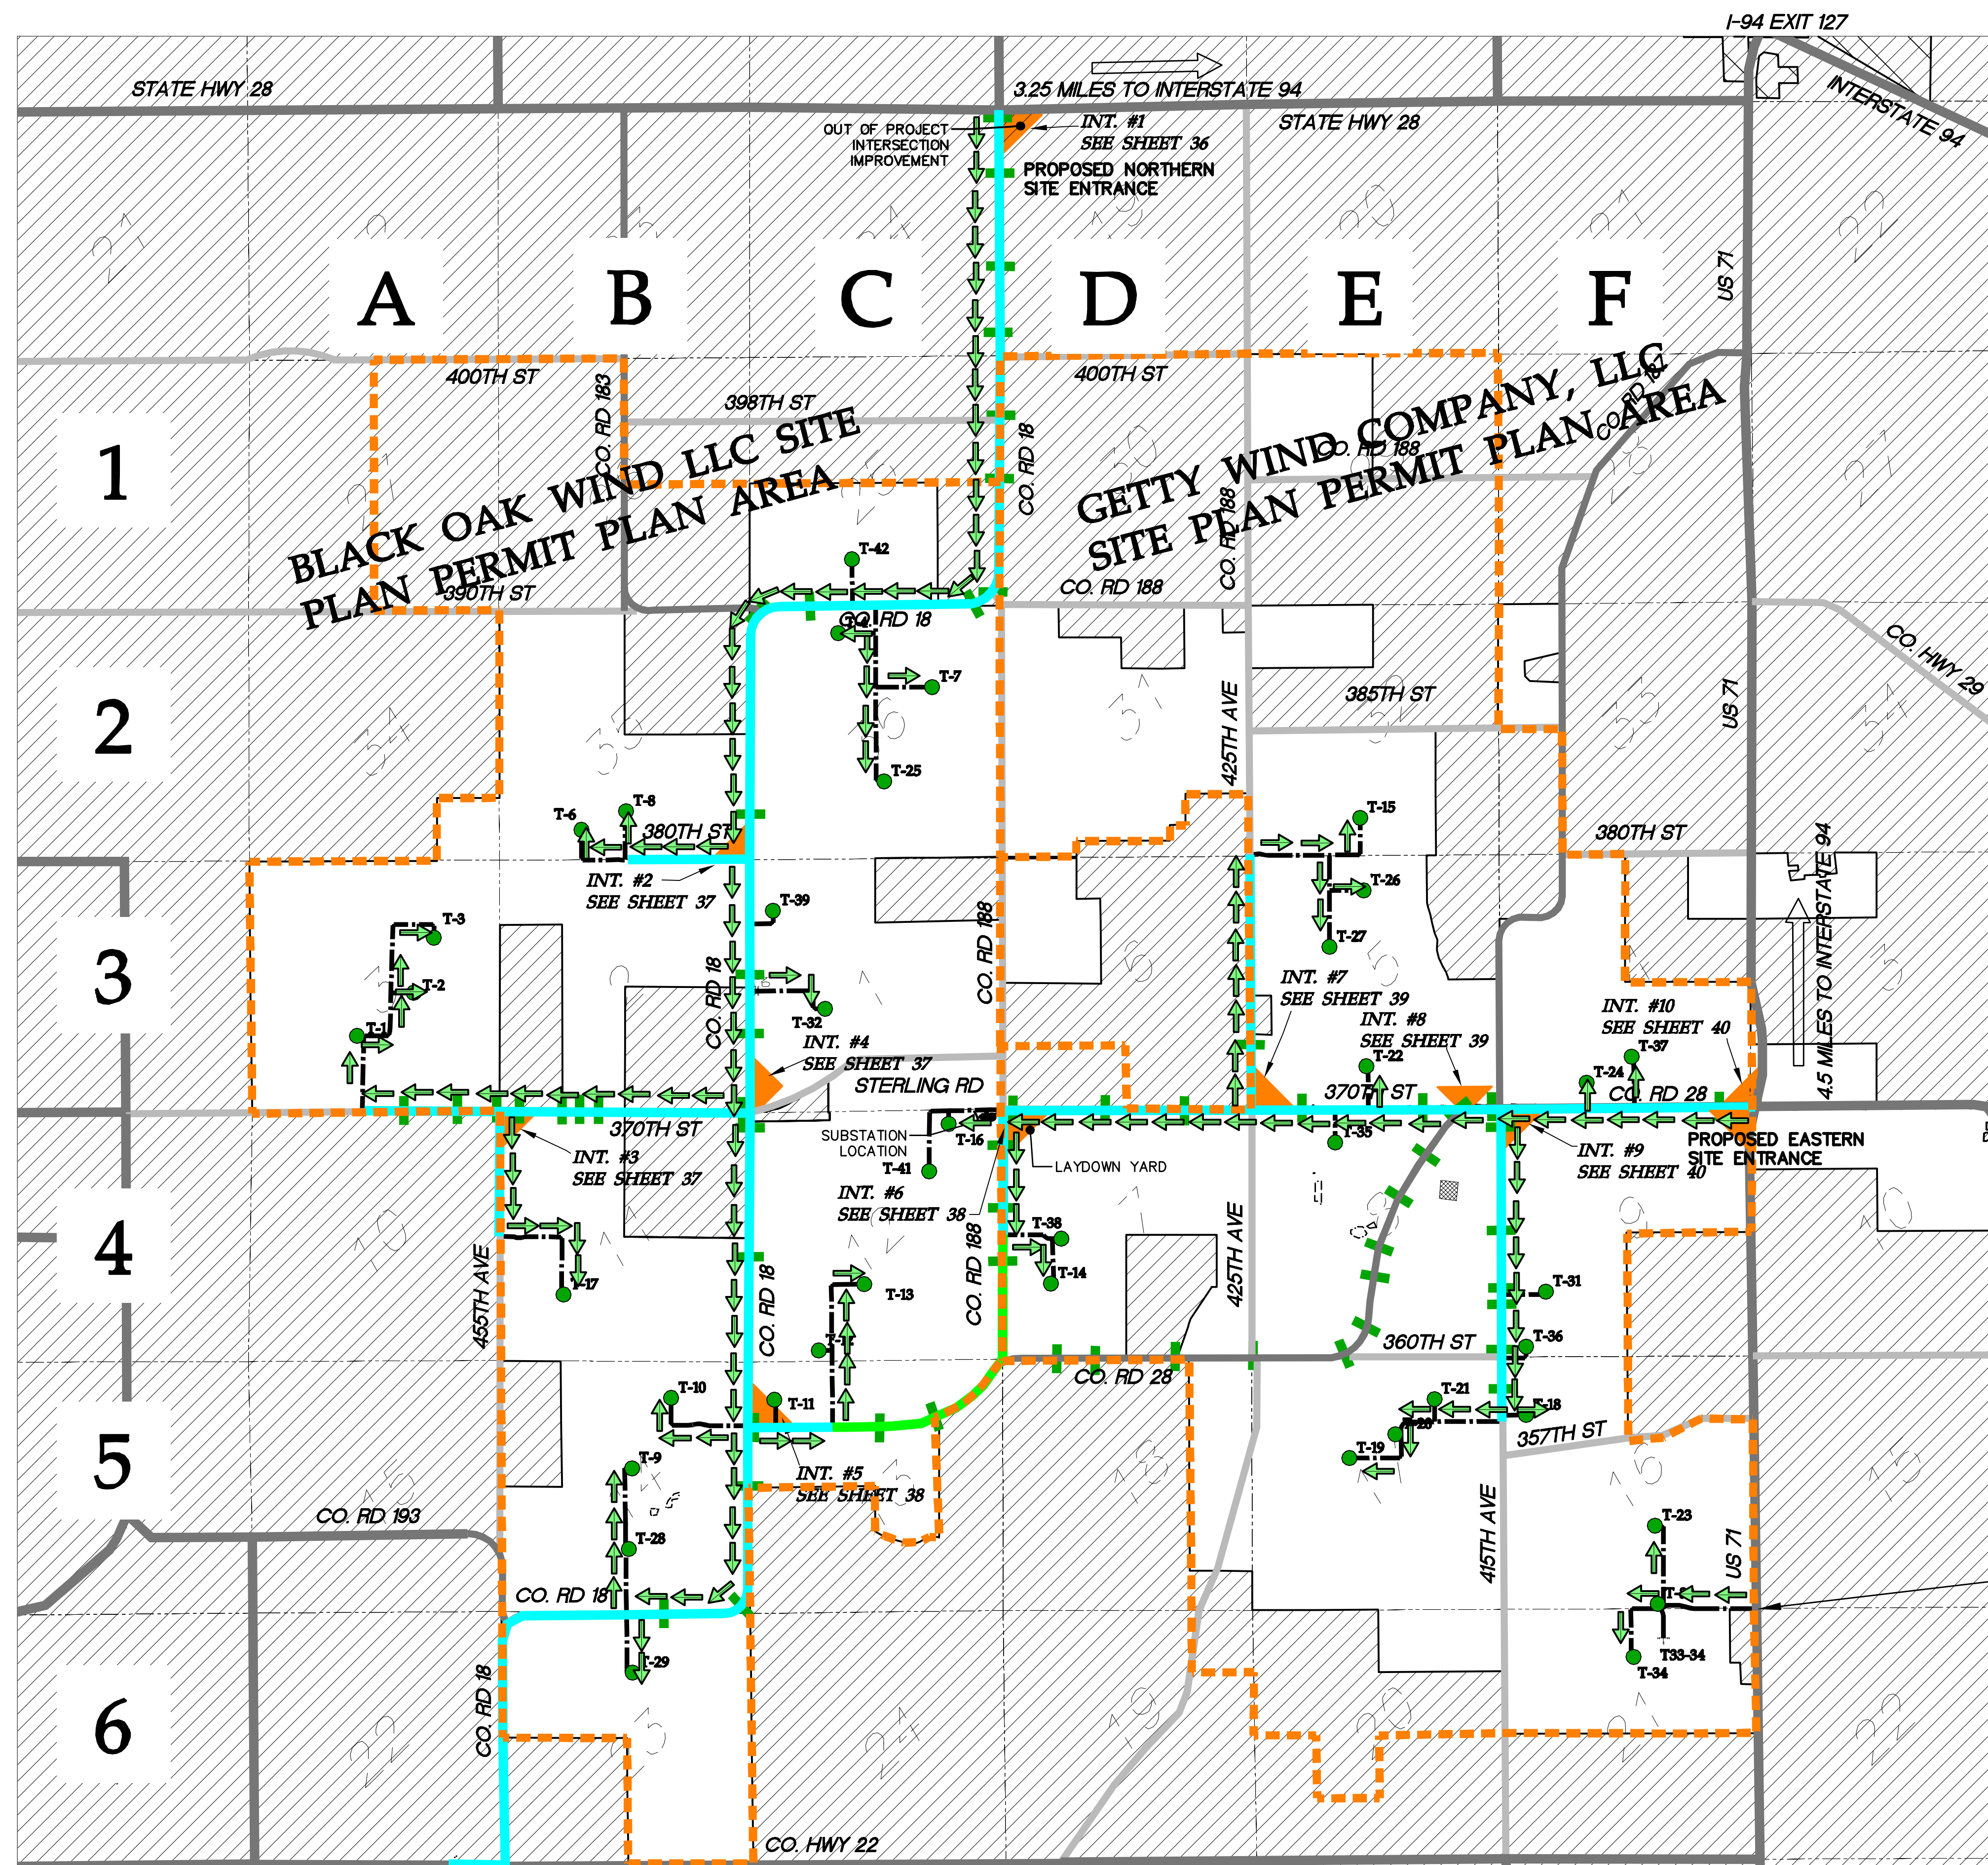 I-94 EXIT 127
STATE HWY 28
3.25 MILES TO INTERSTATE 94
INTERSTATE 94
OUT OF PROJECT
INTERSECTION
IMPROVEMENT
INT. #1
SEE SHEET 36
STATE HWY 28
PROPOSED NORTHERN
SITE ENTRANCE
US 71
A
B
C
D
E
F
400TH ST
CO. RD 183
398TH ST
400TH ST
CO. RD 18
CO. RD 188
CO. RD 187
1
BLACK OAK WIND LLC SITE
PLAN PERMIT PLAN AREA
GETTY WIND COMPANY, LLC
SITE PLAN PERMIT PLAN AREA
CO. RD 188
390TH ST
T-42
CO. RD 188
CO. RD 18
T-7
CO. HWY 29
2
385TH ST
425TH AVE
US 71
T-25
T-6
T-8
380TH ST
T-15
380TH ST
INT. #2
SEE SHEET 37
T-26
T-39
T-3
T-27
3
T-2
CO. RD 18
CO. RD 188
4.5 MILES TO INTERSTATE 94
INT. #7
SEE SHEET 39
INT. #8
SEE SHEET 39
INT. #10
SEE SHEET 40
T-1
T-32
INT. #4
SEE SHEET 37
STERLING RD
T-22
370TH ST
T-37
T-24
CO. RD 28
370TH ST
SUBSTATION
LOCATION
T-16
T-41
T-35
LAYDOWN YARD
PROPOSED EASTERN
SITE ENTRANCE
INT. #3
SEE SHEET 37
INT. #6
SEE SHEET 38
INT. #9
SEE SHEET 40
4
T-17
455TH AVE
CO. RD 18
T-13
CO. RD 188
T-38
T-14
425TH AVE
T-31
360TH ST
T-36
CO. RD 28
T-10
T-11
T-21
T-18
357TH ST
5
T-9
INT. #5
SEE SHEET 38
T-19
CO. RD 193
T-28
T-23
415TH AVE
US 71
CO. RD 18
T-29
T33-34
T-34
6
CO. RD 18
CO. HWY 22